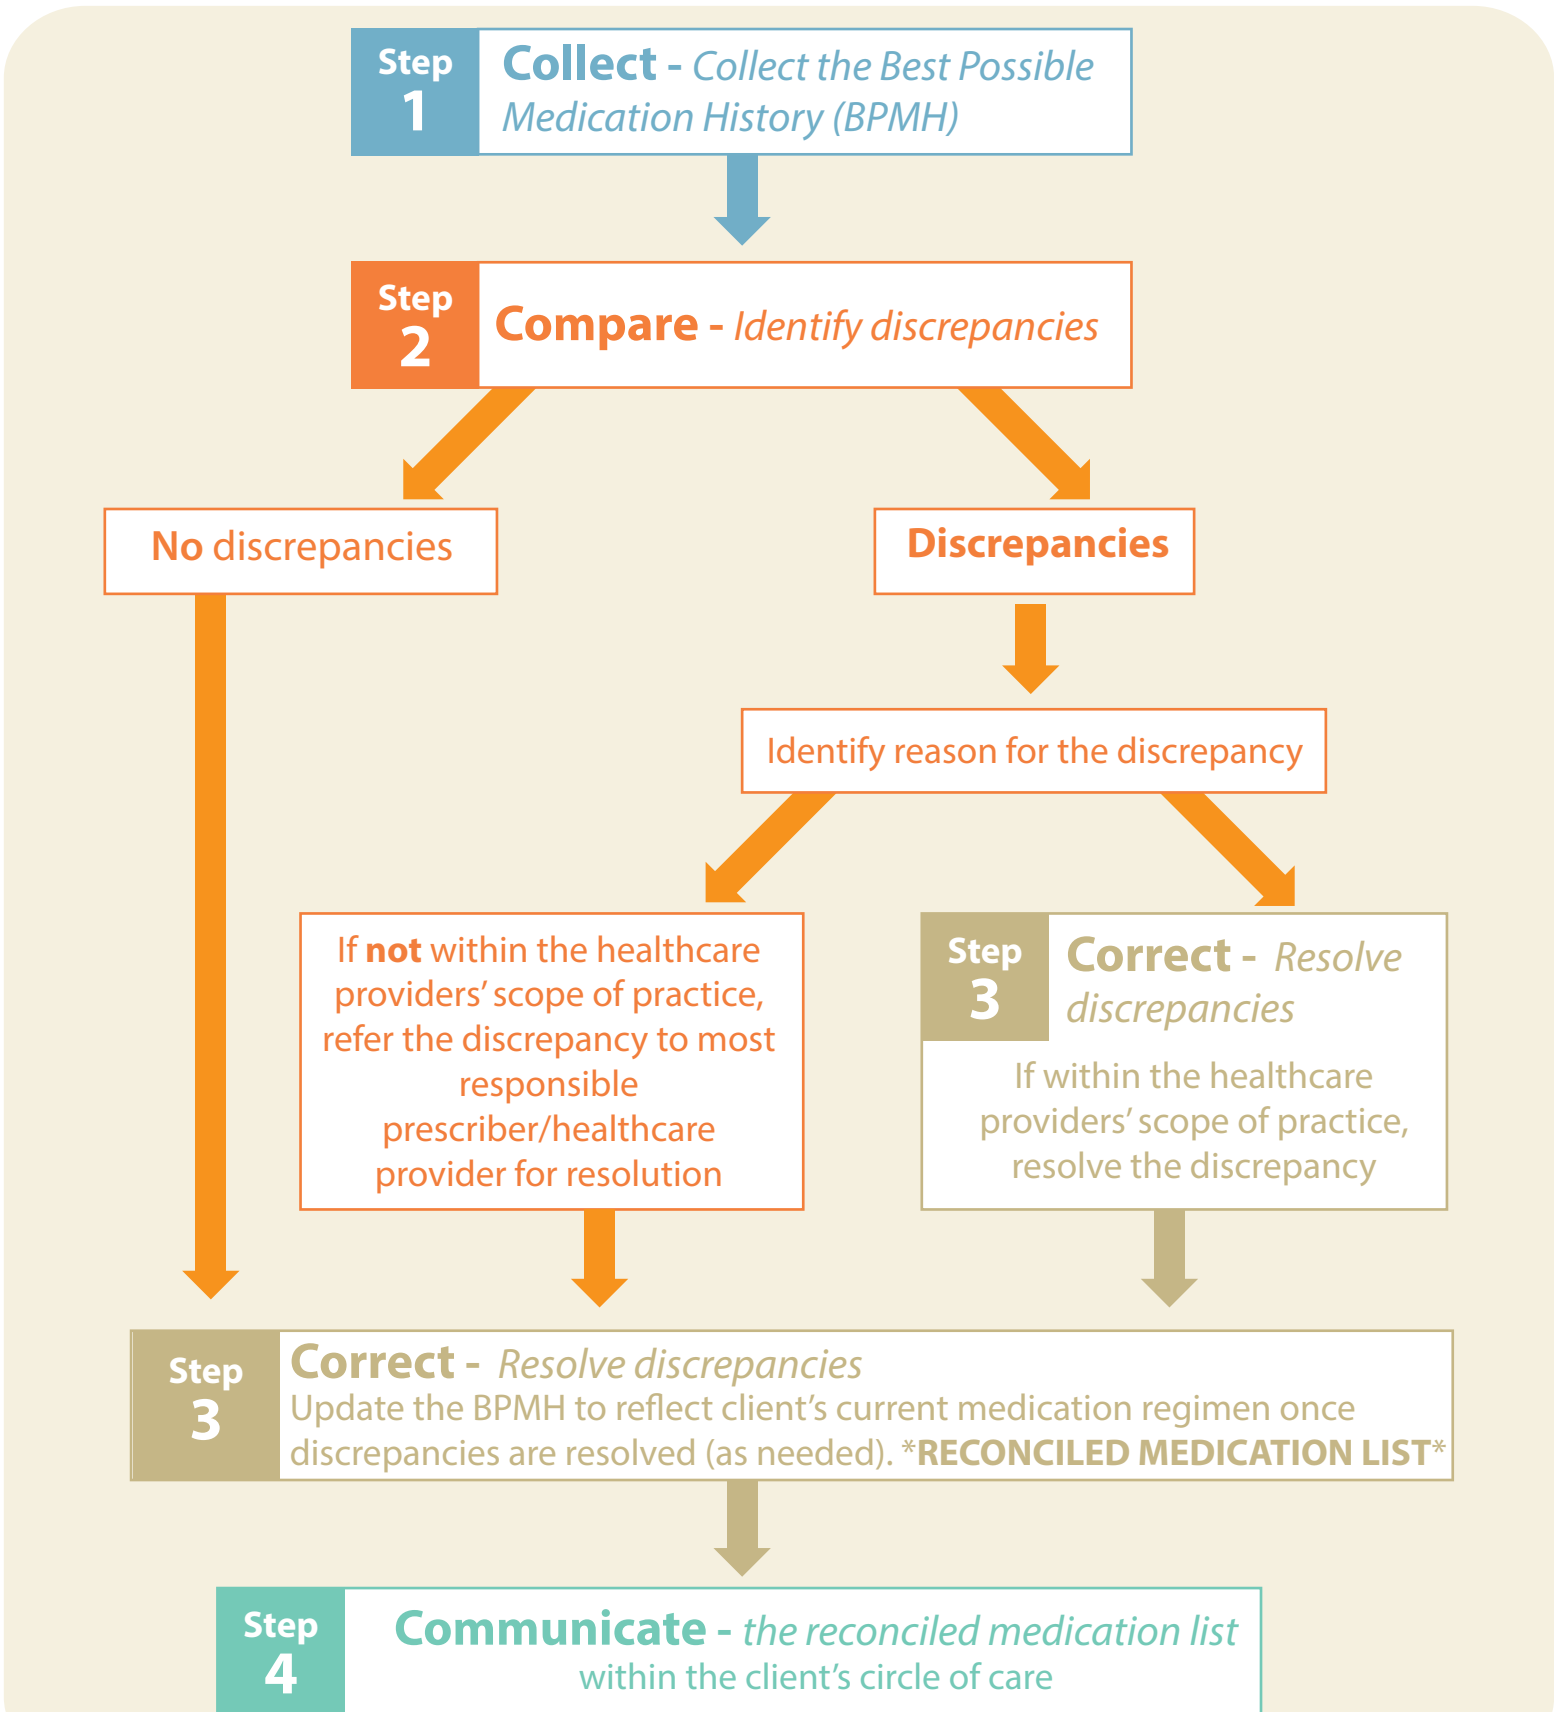 Step
1
Collect - Collect the Best Possible
Medication History (BPMH)
Step
2
Compare - Identify discrepancies
No discrepancies
Discrepancies
Identify reason for the discrepancy
If not within the healthcare
providers’ scope of practice,
refer the discrepancy to most
responsible
prescriber/healthcare
provider for resolution
Step
3
Correct - Resolve
discrepancies
If within the healthcare
providers’ scope of practice,
resolve the discrepancy
Step
3
Correct - Resolve discrepancies
Update the BPMH to reflect client’s current medication regimen once
discrepancies are resolved (as needed). *RECONCILED MEDICATION LIST*
Step
4
Communicate - the reconciled medication list
within the client’s circle of care